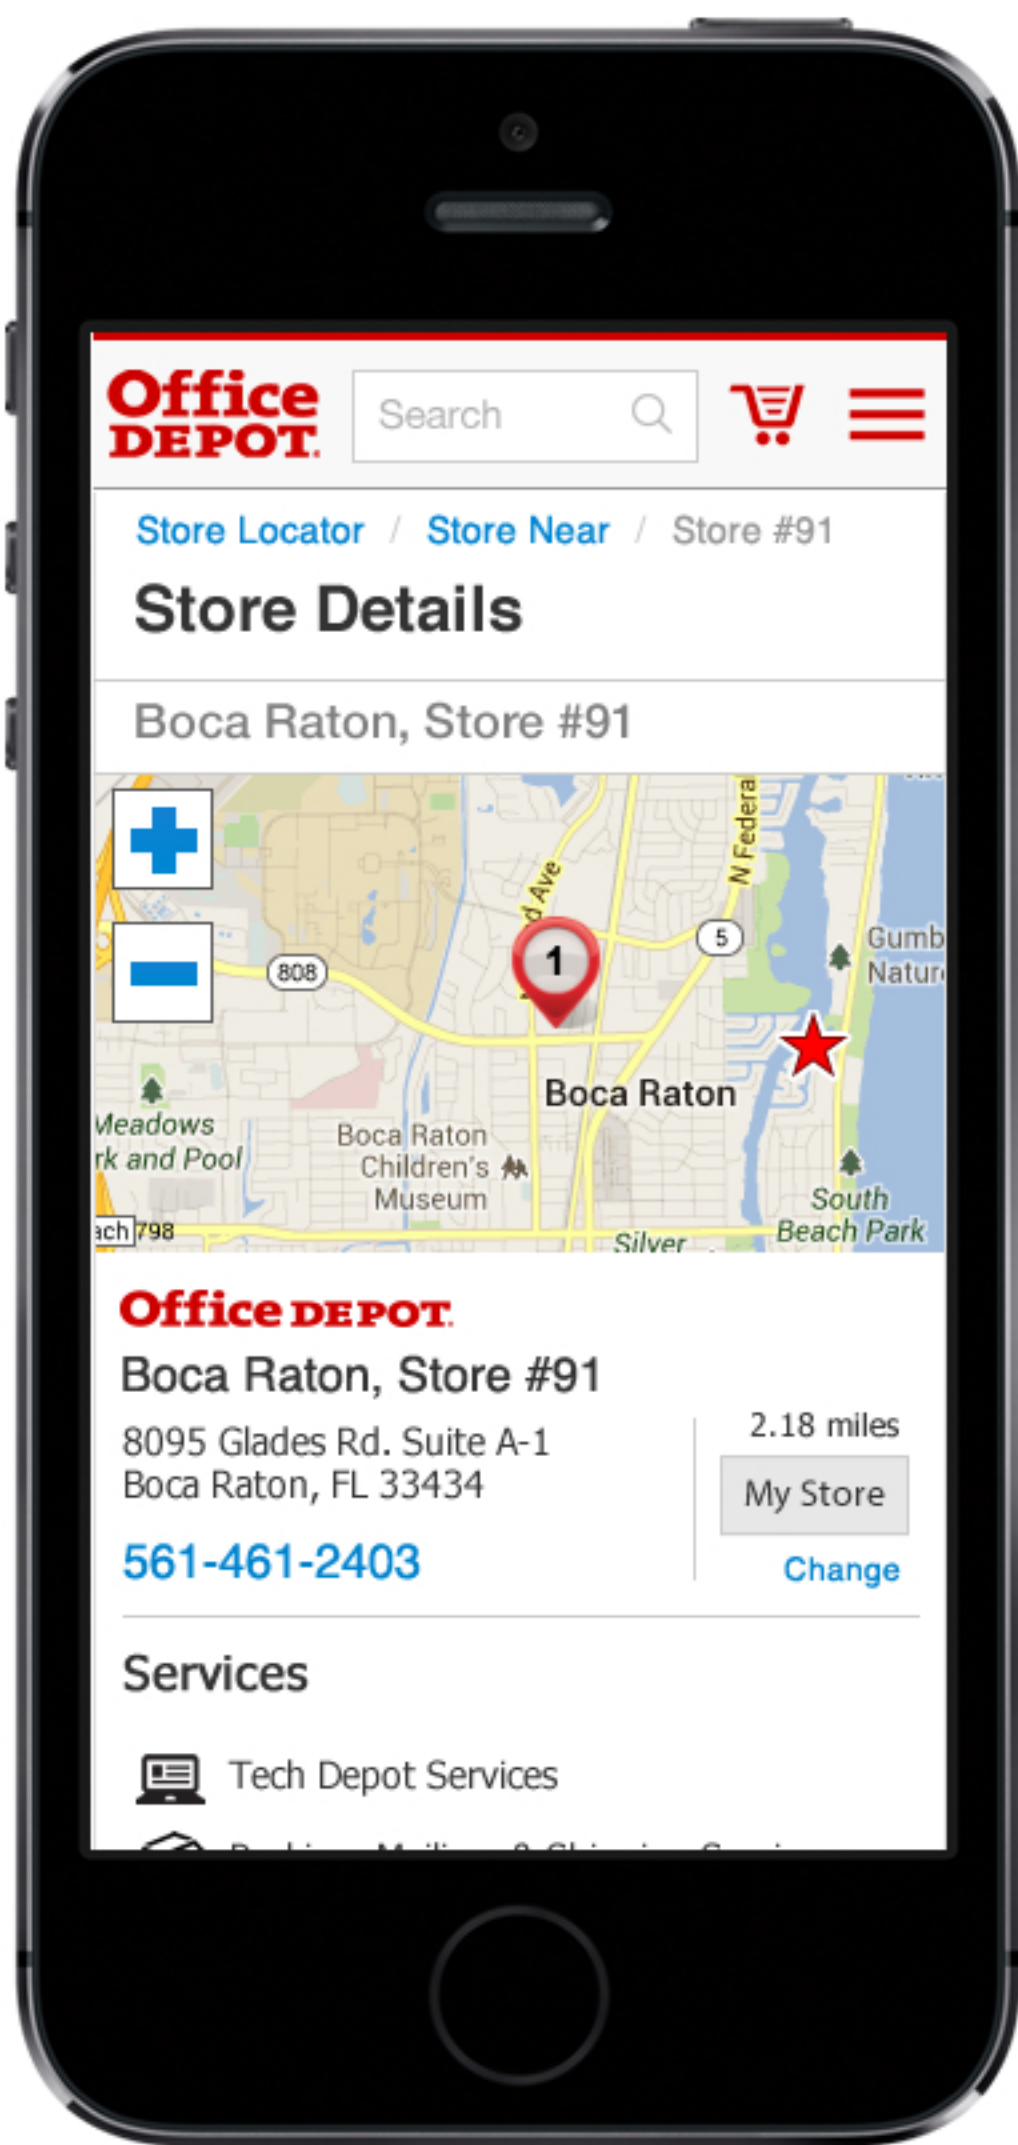 Office
DEPOT.
Search
Store Locator / Store Near / Store #91
Store Details
Boca Raton, Store #91
N Federal
d Ave
1
5
808
Gumb
Natur
Boca Raton
Meadows
rk and Pool
Boca Raton
Children's
Museum
South
Beach Park
ach 798
Silver
Office DEPOT.
Boca Raton, Store #91
8095 Glades Rd. Suite A-1
Boca Raton, FL 33434
561-461-2403
2.18 miles
My Store
Change
Services
Tech Depot Services